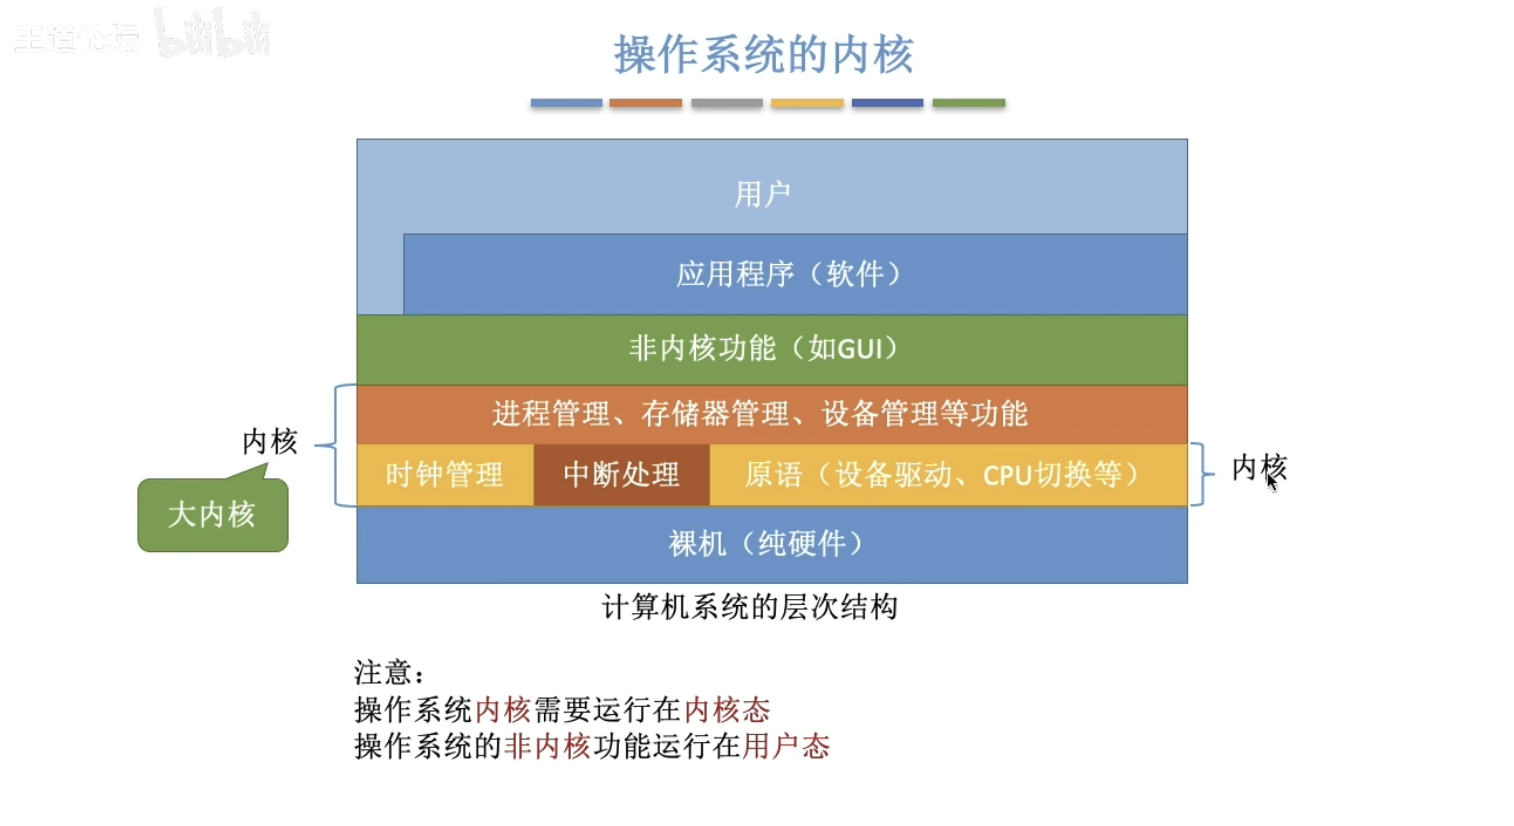 王道论坛 bilibili
操作系统的内核
用户
应用程序（软件）
非内核功能（如GUI）
进程管理、存储器管理、设备管理等功能
内核
时钟管理 中断处理 原语（设备驱动、CPU切换等）
内核
大内核
裸机（纯硬件）
计算机系统的层次结构
注意：
操作系统内核需要运行在内核态
操作系统的非内核功能运行在用户态